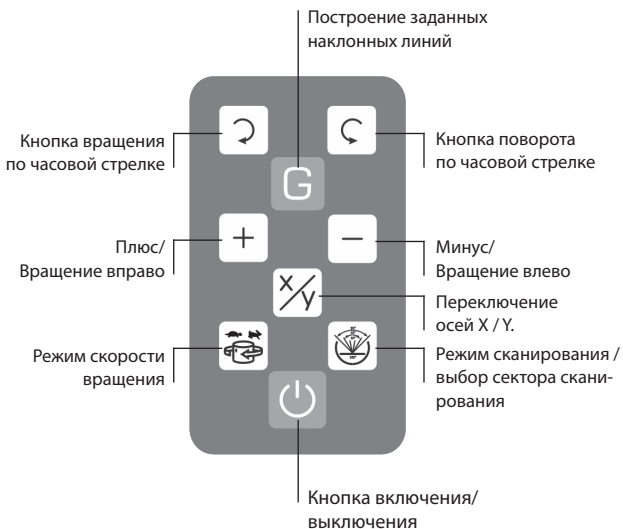 Построение заданных
наклонных линий
Кнопка вращения
по часовой стрелке
Кнопка поворота
по часовой стрелке
G
Плюс/
Вращение вправо
+
−
Минус/
Вращение влево
X/y
Переключение
осей X / Y.
Режим скорости
вращения
Режим сканирования /
выбор сектора скани-
рования
Кнопка включения/
выключения